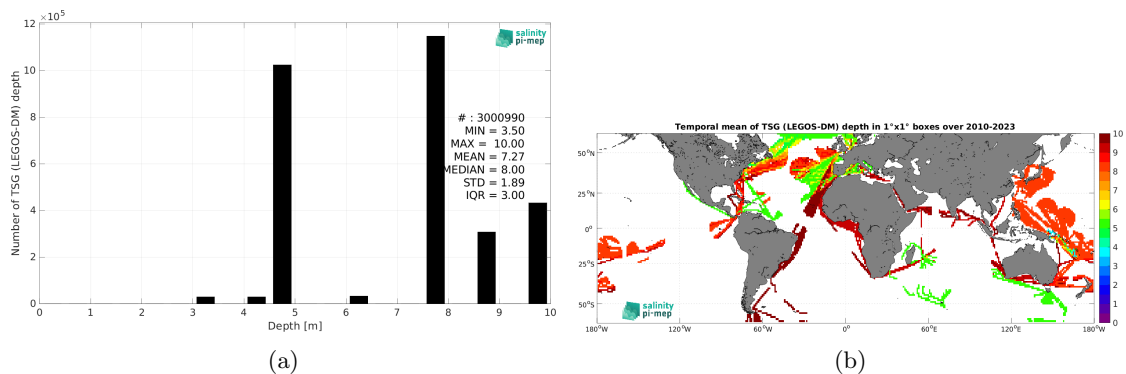 ×10⁵
12
10
8
6
4
2
0
Number of TSG (LEGOS-DM) depth
salinity
pi-mep
# : 3000990
MIN = 3.50
MAX = 10.00
MEAN = 7.27
MEDIAN = 8.00
STD = 1.89
IQR = 3.00
0 1 2 3 4 5 6 7 8 9 10
Depth [m]
(a)
Temporal mean of TSG (LEGOS-DM) depth in 1°x1° boxes over 2010-2023
50°N
25°N
0°
25°S
50°S
180°W 120°W 60°W 0° 60°E 120°E 180°W
salinity
pi-mep
10
9
8
7
6
5
4
3
2
1
0
(b)